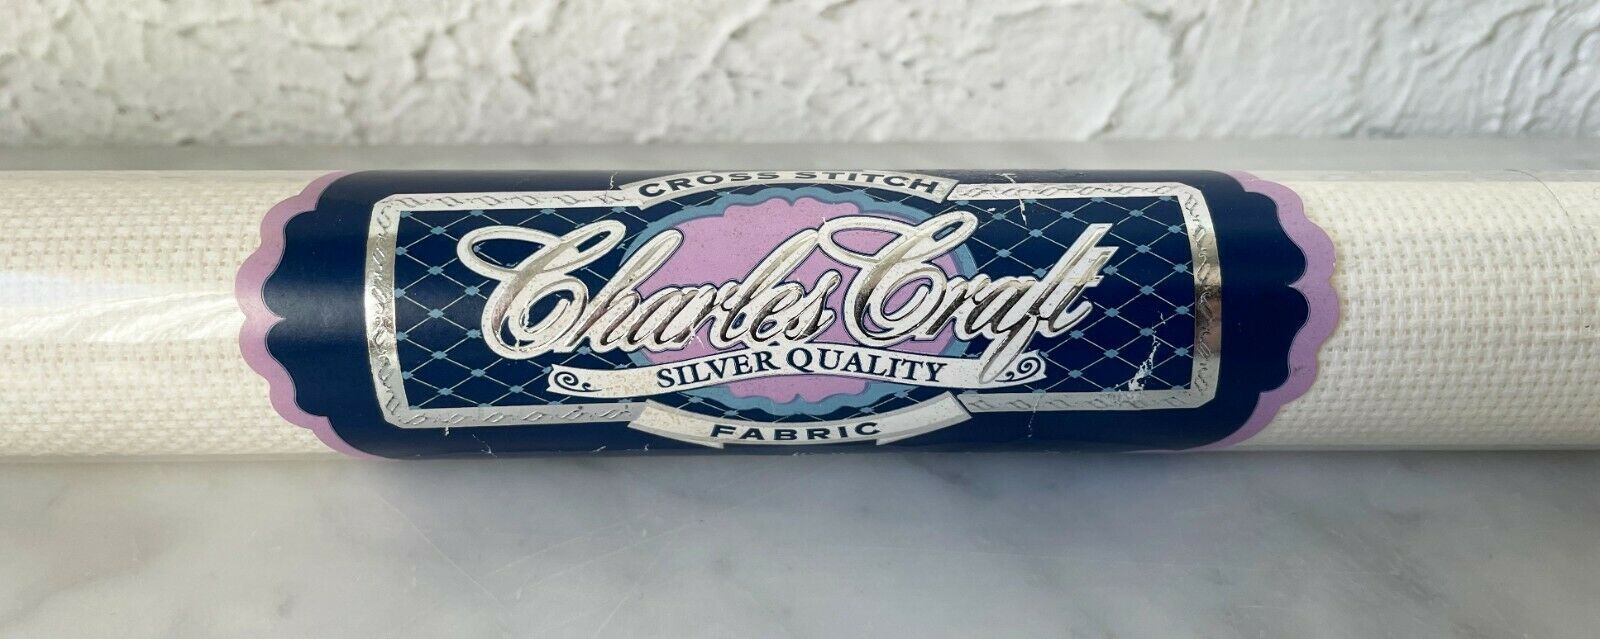 CROSS STITCH
Charles Craft
SILVER QUALITY
FABRIC